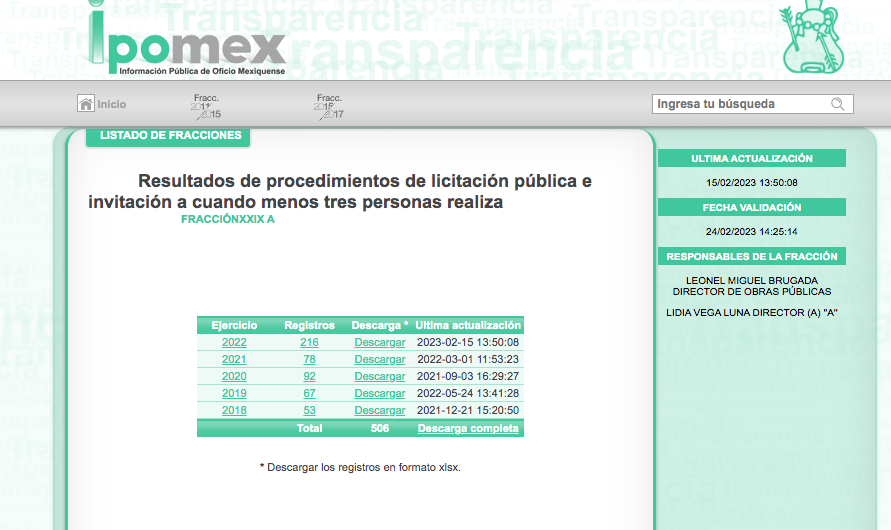 ipomex
Información Pública de Oficio Mexiquense
Inicio
Fracc.
2015
Fracc.
2017
Ingresa tu búsqueda
LISTADO DE FRACCIONES
Resultados de procedimientos de licitación pública e
invitación a cuando menos tres personas realiza
FRACCIÓNXXIX A
Ejercicio Registros Descarga * Ultima actualización
2022 216 Descargar 2023-02-15 13:50:08
2021 78 Descargar 2022-03-01 11:53:23
2020 92 Descargar 2021-09-03 16:29:27
2019 67 Descargar 2022-05-24 13:41:28
2018 53 Descargar 2021-12-21 15:20:50
Total 506 Descarga completa
* Descargar los registros en formato xlsx.
ULTIMA ACTUALIZACIÓN
15/02/2023 13:50:08
FECHA VALIDACIÓN
24/02/2023 14:25:14
RESPONSABLES DE LA FRACCIÓN
LEONEL MIGUEL BRUGADA
DIRECTOR DE OBRAS PÚBLICAS
LIDIA VEGA LUNA DIRECTOR (A) "A"